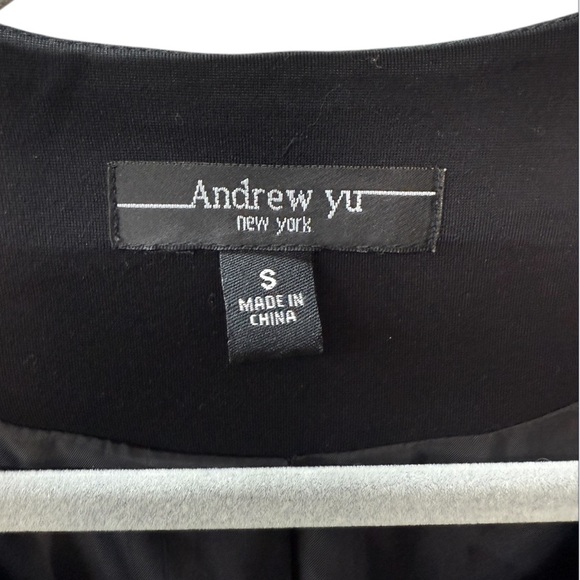 Andrew yu
new york
S
MADE IN
CHINA